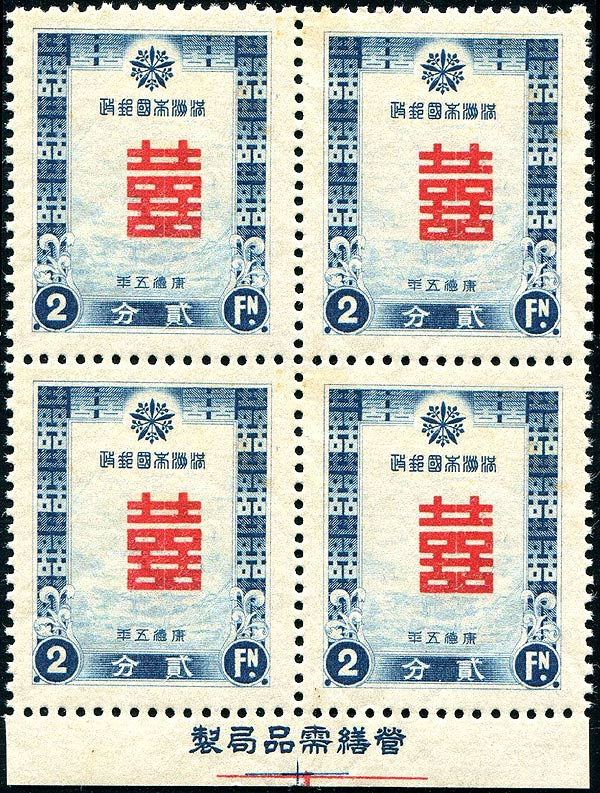 滿洲帝國郵政
囍
康德五年
2 貳分 FN.
滿洲帝國郵政
囍
康德五年
2 貳分 FN.
滿洲帝國郵政
囍
康德五年
2 貳分 FN.
滿洲帝國郵政
囍
康德五年
2 貳分 FN.
營繕需品局製